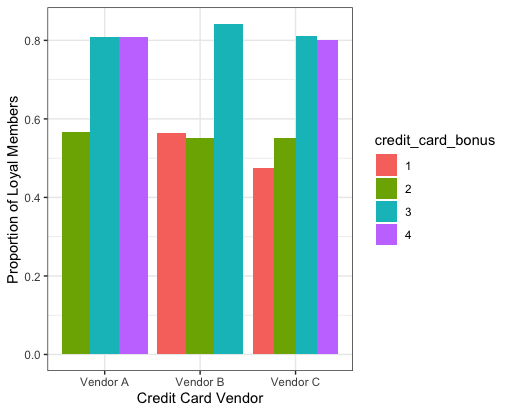 Proportion of Loyal Members
0.8
0.6
0.4
0.2
0.0
Vendor A Vendor B Vendor C
Credit Card Vendor
credit_card_bonus
1
2
3
4